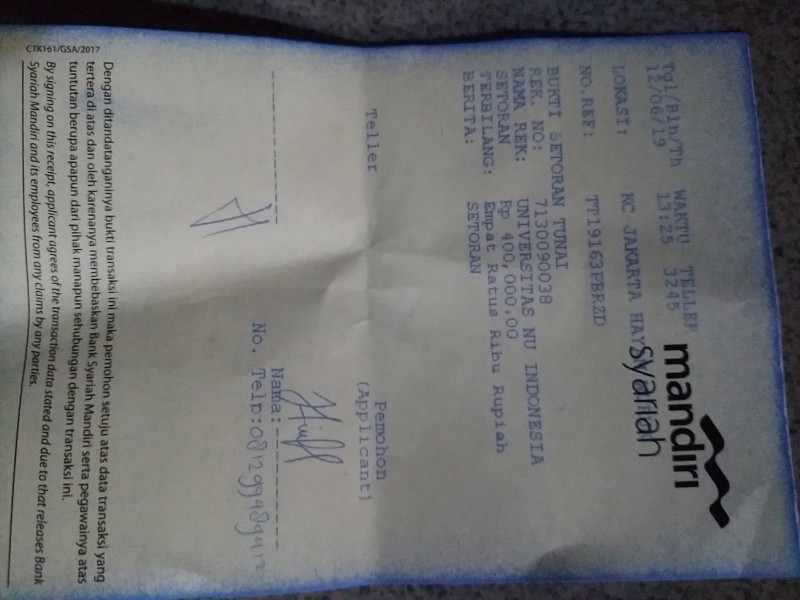 mandiri
syariah
Tgl/Bln/Th WAKTU TELLER
12/06/19 13:25 3245
LOKASI: KC JAKARTA HAY
NO.REF: TT19163PBRZD
BUKTI SETORAN TUNAI
REK. NO: 7130090038
NAMA REK: UNIVERSITAS NU INDONESIA
SETORAN Rp 400,000.00
TERBILANG: Empat Ratus Ribu Rupiah
BERITA: SETORAN
Teller Pemohon
(Applicant)
Nama:
No. Telp:
Dengan ditandatanganinya bukti transaksi ini maka pemohon setuju atas data transaksi yang
tertera di atas dan oleh karenanya membebaskan Bank Syariah Mandiri serta pegawainya atas
tuntutan berupa apapun dari pihak manapun sehubungan dengan transaksi ini.
By signing on this receipt, applicant agrees of the transaction data stated and due to that releases Bank
Syariah Mandiri and its employees from any claims by any parties.
CTK161/GSA/2017